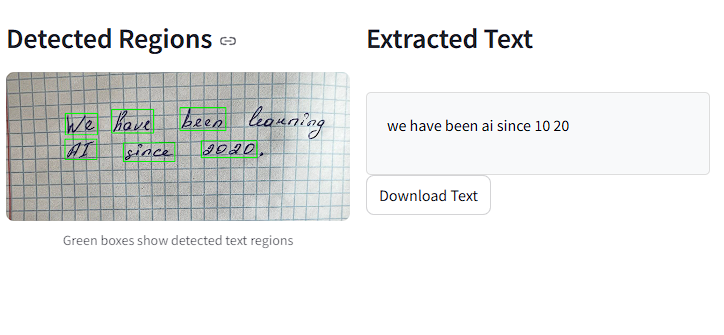 Detected Regions
We have been learning
AI since 2020.
Green boxes show detected text regions
Extracted Text
we have been ai since 10 20
Download Text